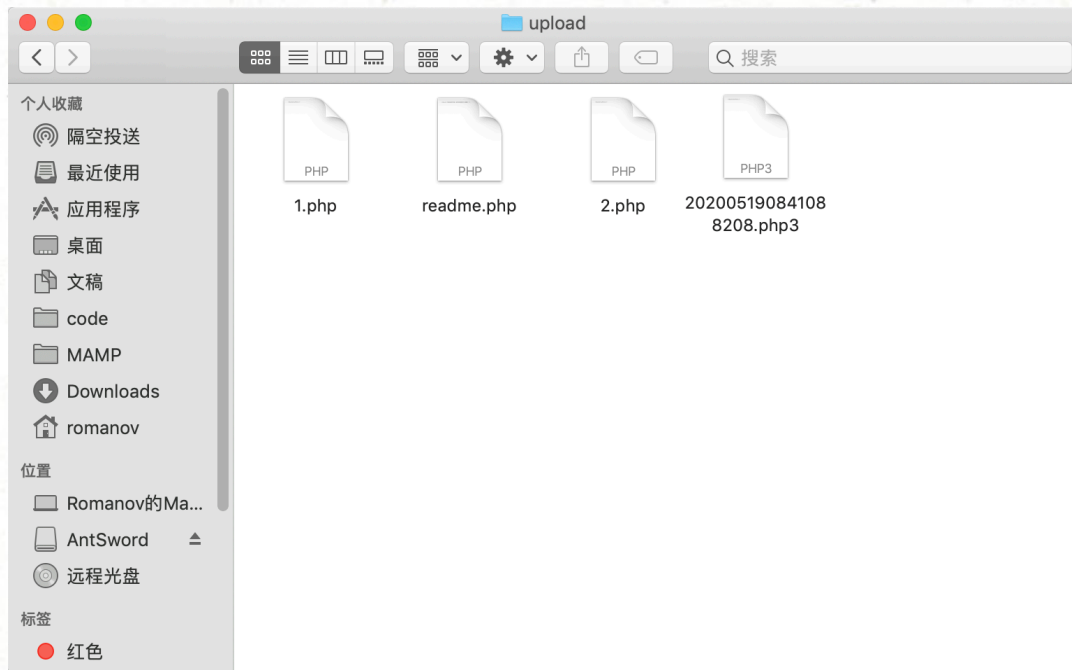 upload
搜索
个人收藏
隔空投送
最近使用
应用程序
桌面
文稿
code
MAMP
Downloads
romanov
位置
Romanov的Ma...
AntSword
远程光盘
标签
红色
PHP
1.php
PHP
readme.php
PHP
2.php
PHP3
20200519084108
8208.php3